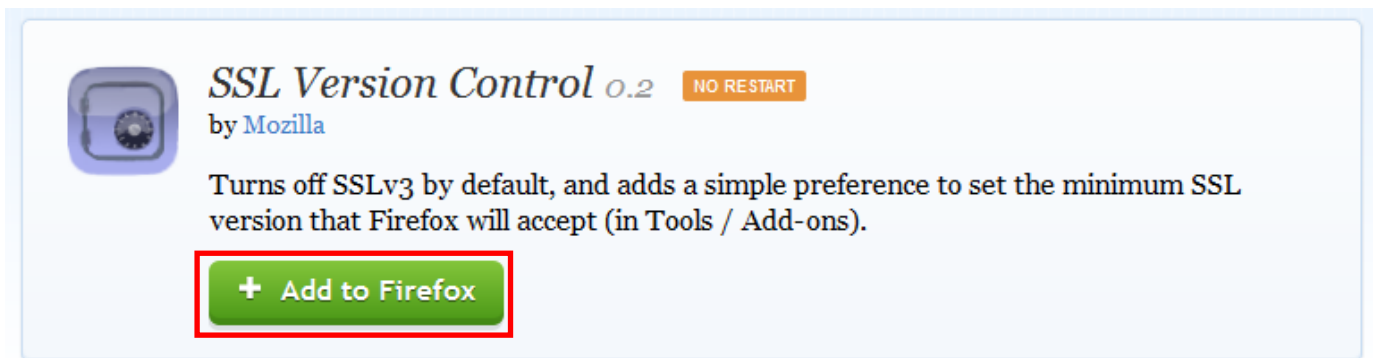 SSL Version Control 0.2 NO RESTART
by Mozilla
Turns off SSLv3 by default, and adds a simple preference to set the minimum SSL
version that Firefox will accept (in Tools / Add-ons).
+ Add to Firefox